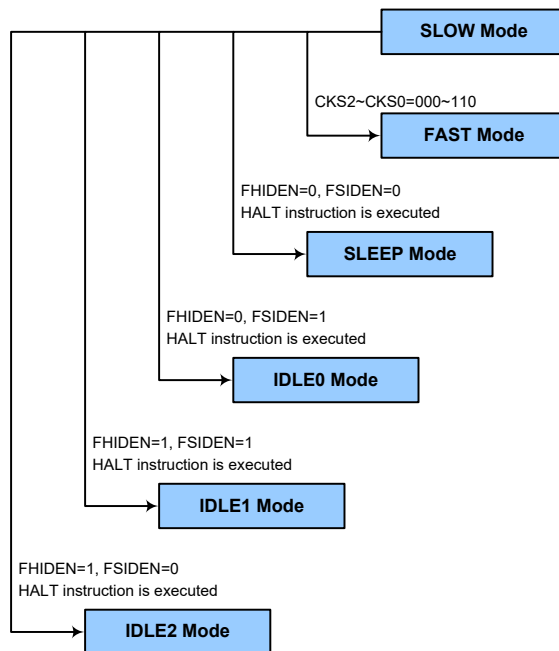 SLOW Mode
CKS2~CKS0=000~110
FAST Mode
FHIDEN=0, FSIDEN=0
HALT instruction is executed
SLEEP Mode
FHIDEN=0, FSIDEN=1
HALT instruction is executed
IDLE0 Mode
FHIDEN=1, FSIDEN=1
HALT instruction is executed
IDLE1 Mode
FHIDEN=1, FSIDEN=0
HALT instruction is executed
IDLE2 Mode